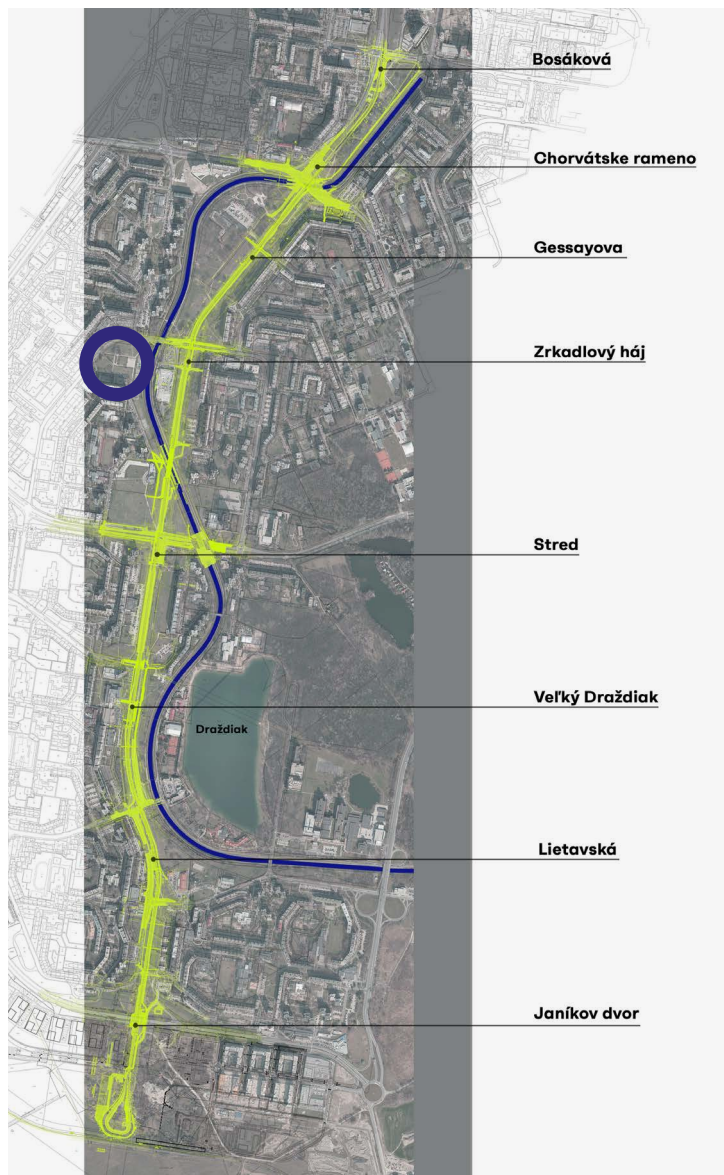 Bosáková
Chorvátske rameno
Gessayova
Zrkadlový háj
Stred
Veľký Draždiak
Draždiak
Lietavská
Janíkov dvor